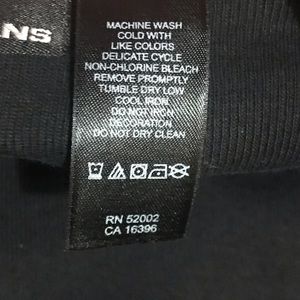 ANS
MACHINE WASH
COLD WITH
LIKE COLORS
DELICATE CYCLE
NON-CHLORINE BLEACH
REMOVE PROMPTLY
TUMBLE DRY LOW
COOL IRON
DO NOT IRON
DECORATION
DO NOT DRY CLEAN
RN 52002
CA 16396